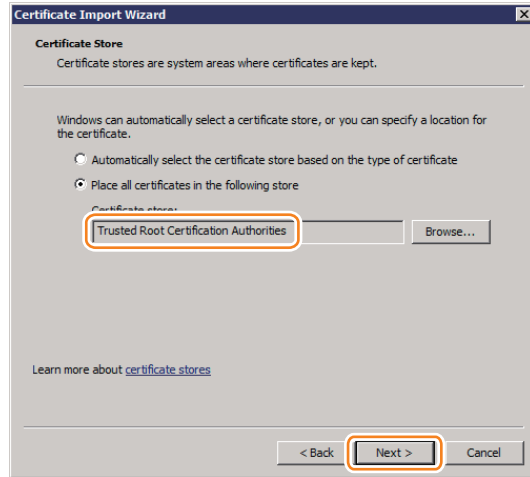 Certificate Import Wizard
Certificate Store
Certificate stores are system areas where certificates are kept.
Windows can automatically select a certificate store, or you can specify a location for
the certificate.
Automatically select the certificate store based on the type of certificate
Place all certificates in the following store
Certificate store:
Trusted Root Certification Authorities
Browse...
Learn more about certificate stores
< Back
Next >
Cancel